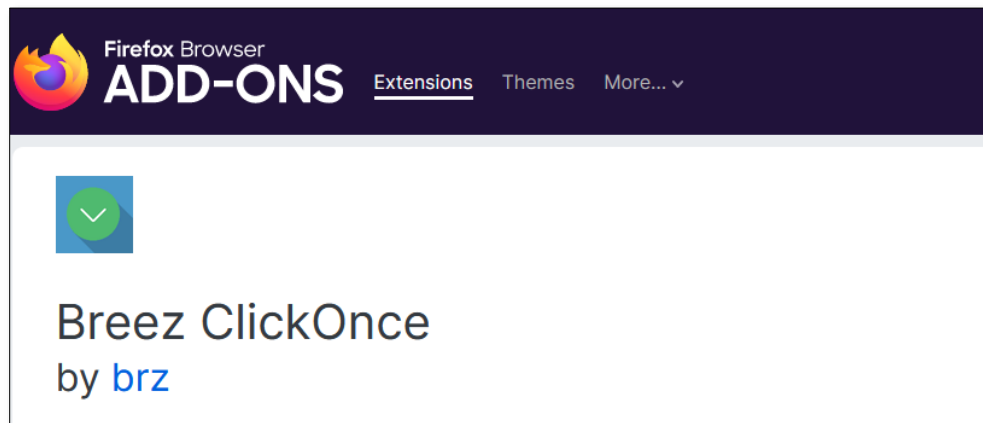 Firefox Browser
ADD-ONS
Extensions Themes More...
Breez ClickOnce
by brz